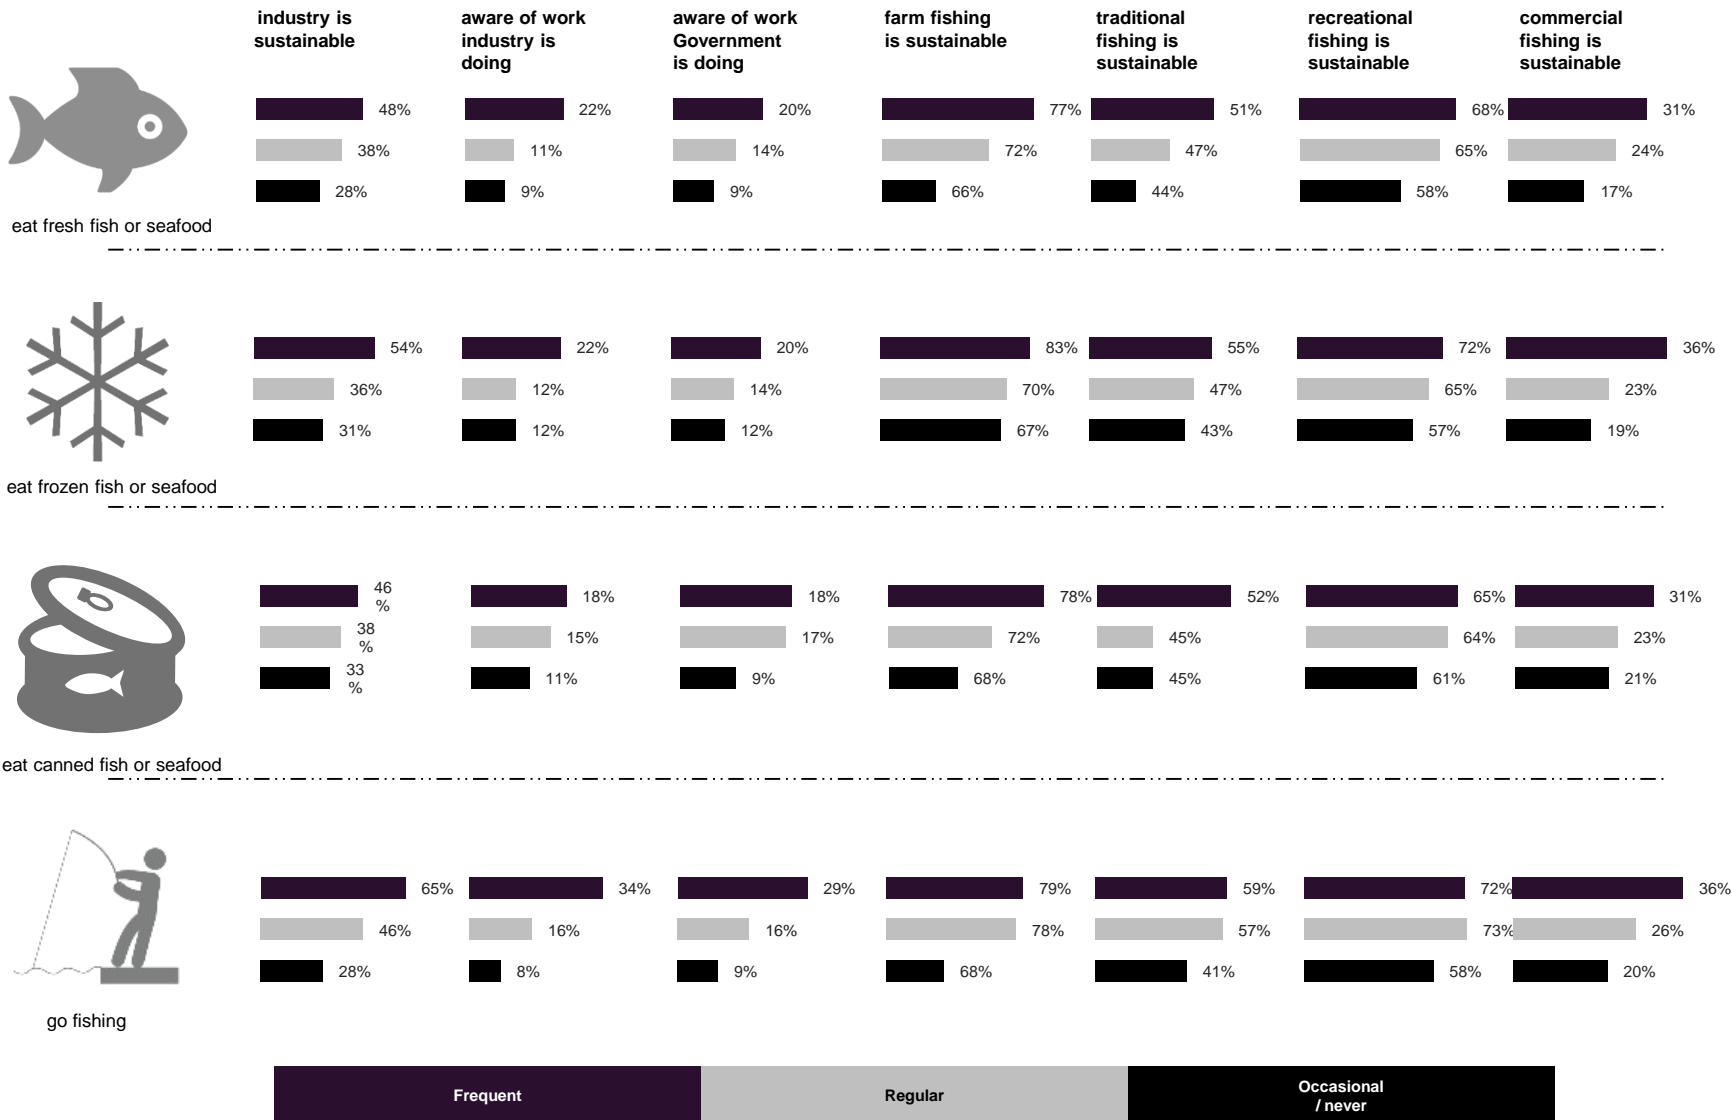 industry is
sustainable
aware of work
industry is
doing
aware of work
Government
is doing
farm fishing
is sustainable
traditional
fishing is
sustainable
recreational
fishing is
sustainable
commercial
fishing is
sustainable
48% 22% 20% 77% 51% 68% 31%
38% 11% 14% 72% 47% 65% 24%
28% 9% 9% 66% 44% 58% 17%
eat fresh fish or seafood
54% 22% 20% 83% 55% 72% 36%
36% 12% 14% 70% 47% 65% 23%
31% 12% 12% 67% 43% 57% 19%
eat frozen fish or seafood
46
% 18% 18% 78% 52% 65% 31%
38
% 15% 17% 72% 45% 64% 23%
33
% 11% 9% 68% 45% 61% 21%
eat canned fish or seafood
65% 34% 29% 79% 59% 72% 36%
46% 16% 16% 78% 57% 73% 26%
28% 8% 9% 68% 41% 58% 20%
go fishing
Frequent
Regular
Occasional
/ never